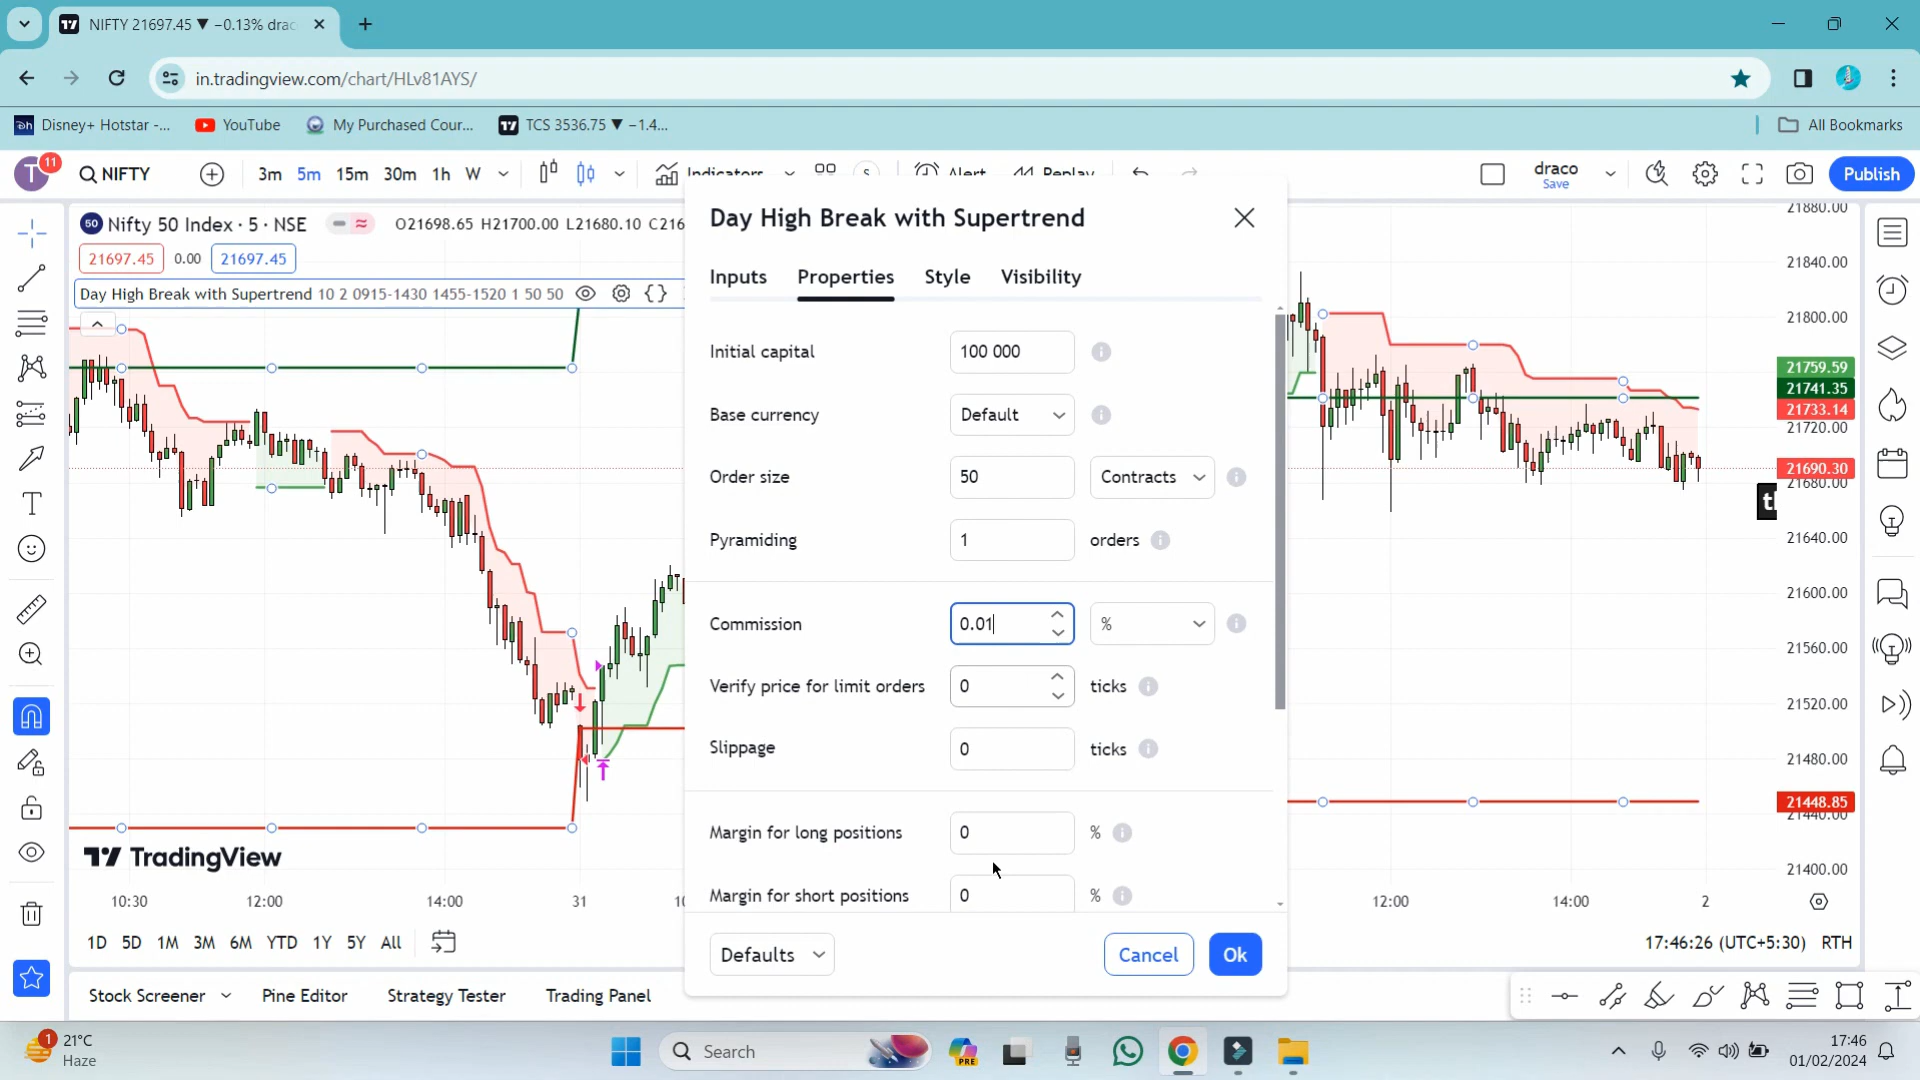 NIFTY 21697.45 ▼ −0.13% drac
in.tradingview.com/chart/HLv81AYS/
Disney+ Hotstar -...
YouTube
My Purchased Cour...
TCS 3536.75 ▼ −1.4...
All Bookmarks
T 11
NIFTY
3m 5m 15m 30m 1h W
Indicators
S
Alert
Replay
draco
Save
Publish
50 Nifty 50 Index · 5 · NSE
O21698.65 H21700.00 L21680.10 C216
21697.45 0.00 21697.45
Day High Break with Supertrend 10 2 0915-1430 1455-1520 1 50 50
Day High Break with Supertrend
Inputs Properties Style Visibility
Initial capital 100 000
Base currency Default
Order size 50 Contracts
Pyramiding 1 orders
Commission 0.01 %
Verify price for limit orders 0 ticks
Slippage 0 ticks
Margin for long positions 0 %
Margin for short positions 0 %
Defaults Cancel Ok
21880.00
21840.00
21800.00
21759.59
21741.35
21733.14
21720.00
21690.30
21680.00
21640.00
21600.00
21560.00
21520.00
21480.00
21448.85
21440.00
21400.00
TradingView
10:30 12:00 14:00 31 12:00 14:00 2
1D 5D 1M 3M 6M YTD 1Y 5Y All
17:46:26 (UTC+5:30) RTH
Stock Screener Pine Editor Strategy Tester Trading Panel
1 21°C
Haze
Search
PRE
17:46
01/02/2024